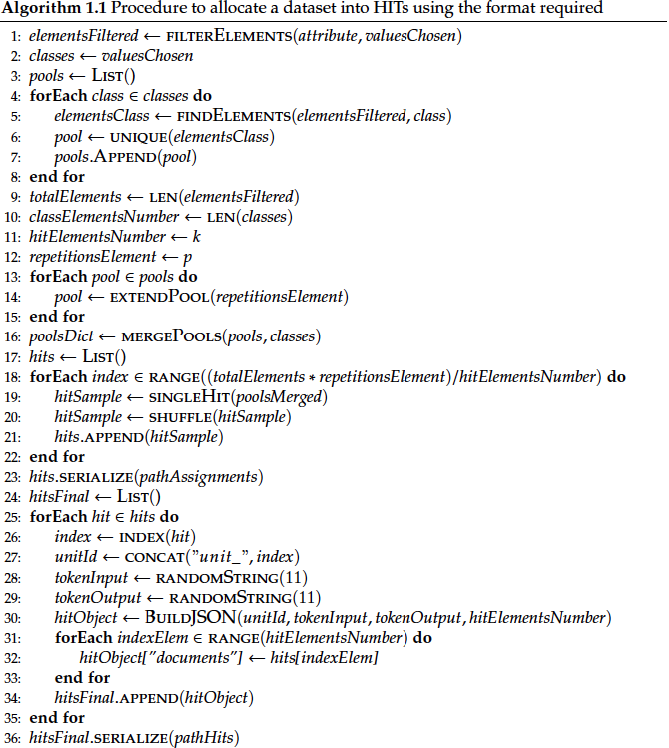 Algorithm 1.1 Procedure to allocate a dataset into HITs using the format required
1: elementsFiltered ← FILTERELEMENTS(attribute, valuesChosen)
2: classes ← valuesChosen
3: pools ← LIST()
4: forEach class ∈ classes do
5: elementsClass ← FINDELEMENTS(elementsFiltered, class)
6: pool ← UNIQUE(elementsClass)
7: pools.APPEND(pool)
8: end for
9: totalElements ← LEN(elementsFiltered)
10: classElementsNumber ← LEN(classes)
11: hitElementsNumber ← k
12: repetitionsElement ← p
13: forEach pool ∈ pools do
14: pool ← EXTENDPOOL(repetitionsElement)
15: end for
16: poolsDict ← MERGEPOOLS(pools, classes)
17: hits ← LIST()
18: forEach index ∈ RANGE((totalElements * repetitionsElement)/hitElementsNumber) do
19: hitSample ← SINGLEHIT(poolsMerged)
20: hitSample ← SHUFFLE(hitSample)
21: hits.APPEND(hitSample)
22: end for
23: hits.SERIALIZE(pathAssignments)
24: hitsFinal ← LIST()
25: forEach hit ∈ hits do
26: index ← INDEX(hit)
27: unitId ← CONCAT("unit_", index)
28: tokenInput ← RANDOMSTRING(11)
29: tokenOutput ← RANDOMSTRING(11)
30: hitObject ← BUILDJSON(unitId, tokenInput, tokenOutput, hitElementsNumber)
31: forEach indexElem ∈ RANGE(hitElementsNumber) do
32: hitObject["documents"] ← hits[indexElem]
33: end for
34: hitsFinal.APPEND(hitObject)
35: end for
36: hitsFinal.SERIALIZE(pathHits)